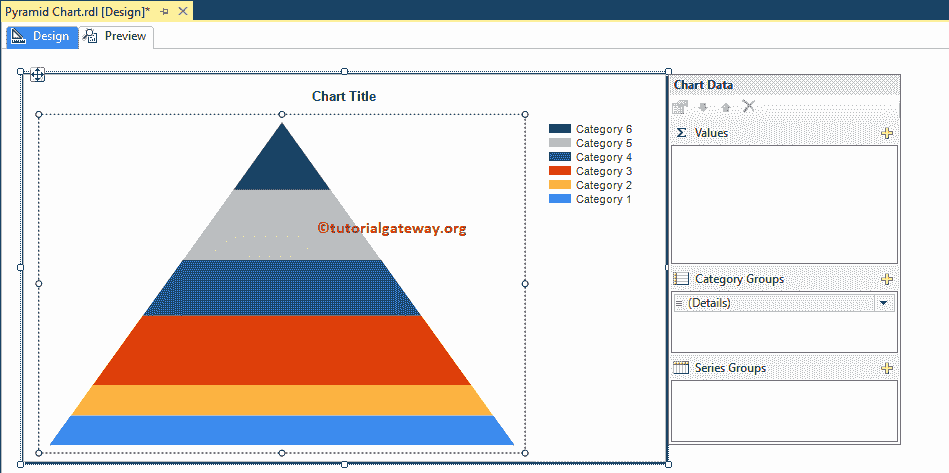 Pyramid Chart.rdl [Design]*
Design
Preview
Chart Title
Category 6
Category 5
Category 4
Category 3
Category 2
Category 1
©tutorialgateway.org
Chart Data
Σ Values
Category Groups
(Details)
Series Groups